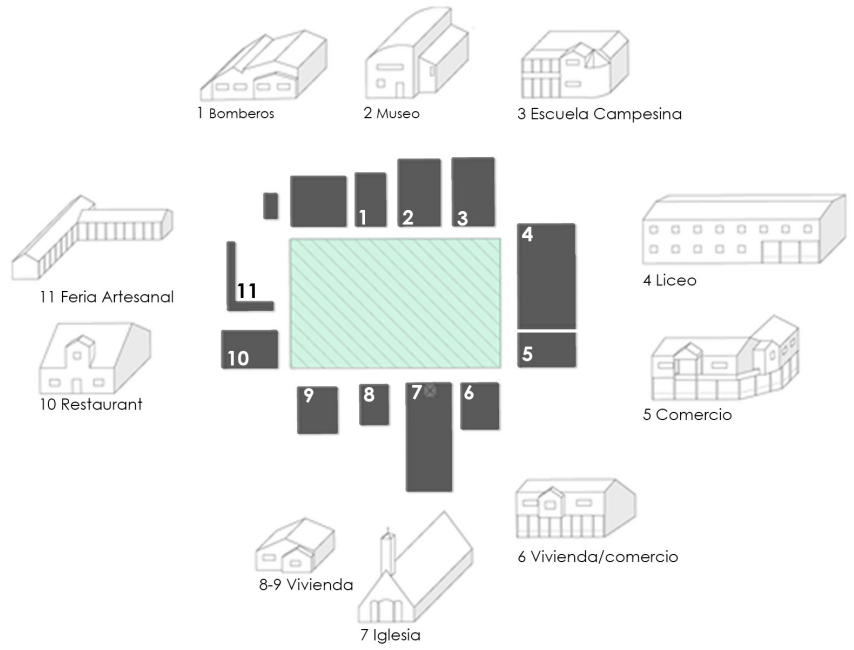 1 Bomberos
2 Museo
3 Escuela Campesina
1
2
3
4
11
11 Feria Artesanal
4 Liceo
10
5
10 Restaurant
9
8
7
6
5 Comercio
6 Vivienda/comercio
8-9 Vivienda
7 Iglesia